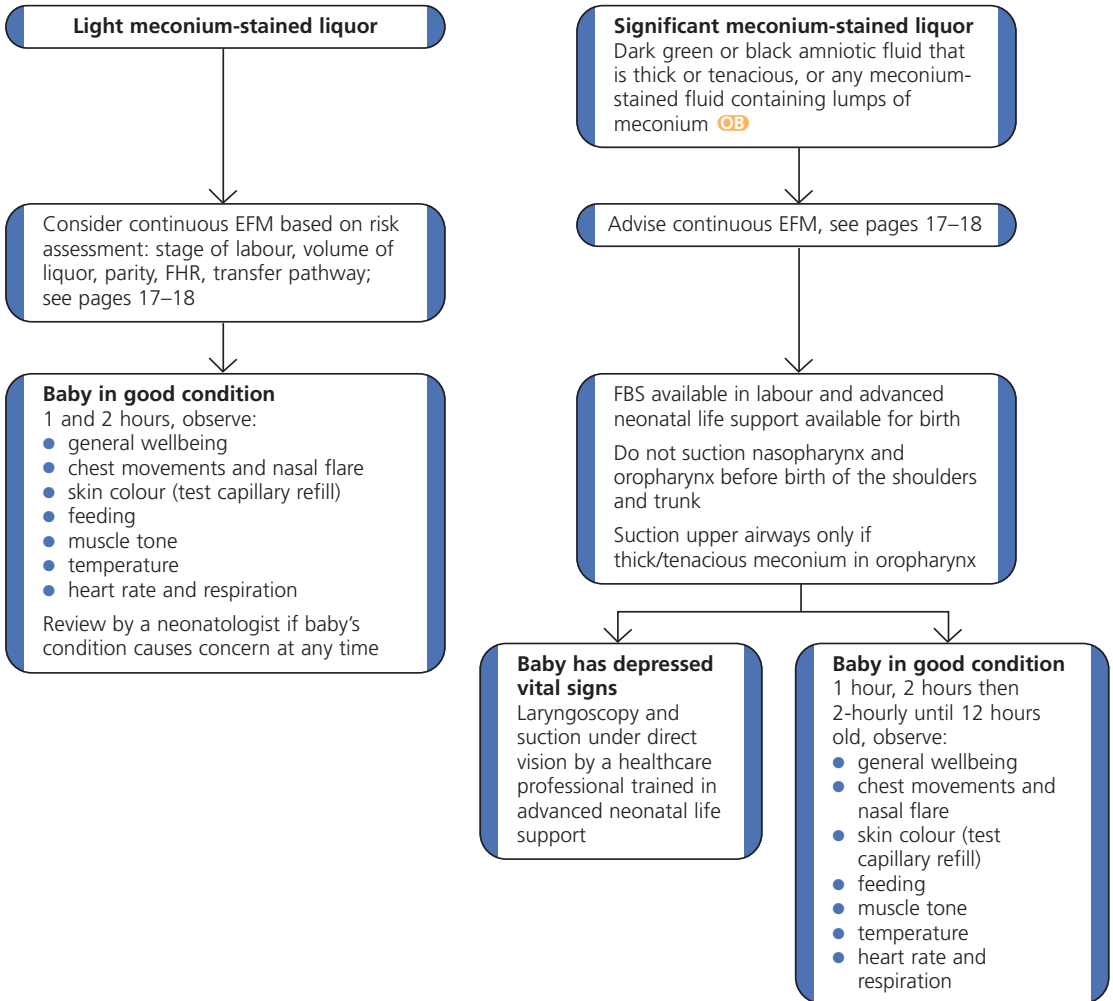 Light meconium-stained liquor
Consider continuous EFM based on risk
assessment: stage of labour, volume of
liquor, parity, FHR, transfer pathway;
see pages 17–18
Baby in good condition
1 and 2 hours, observe:
● general wellbeing
● chest movements and nasal flare
● skin colour (test capillary refill)
● feeding
● muscle tone
● temperature
● heart rate and respiration
Review by a neonatologist if baby’s
condition causes concern at any time
Significant meconium-stained liquor
Dark green or black amniotic fluid that
is thick or tenacious, or any meconium-
stained fluid containing lumps of
meconium OB
Advise continuous EFM, see pages 17–18
FBS available in labour and advanced
neonatal life support available for birth
Do not suction nasopharynx and
oropharynx before birth of the shoulders
and trunk
Suction upper airways only if
thick/tenacious meconium in oropharynx
Baby has depressed
vital signs
Laryngoscopy and
suction under direct
vision by a healthcare
professional trained in
advanced neonatal life
support
Baby in good condition
1 hour, 2 hours then
2-hourly until 12 hours
old, observe:
● general wellbeing
● chest movements and
nasal flare
● skin colour (test
capillary refill)
● feeding
● muscle tone
● temperature
● heart rate and
respiration